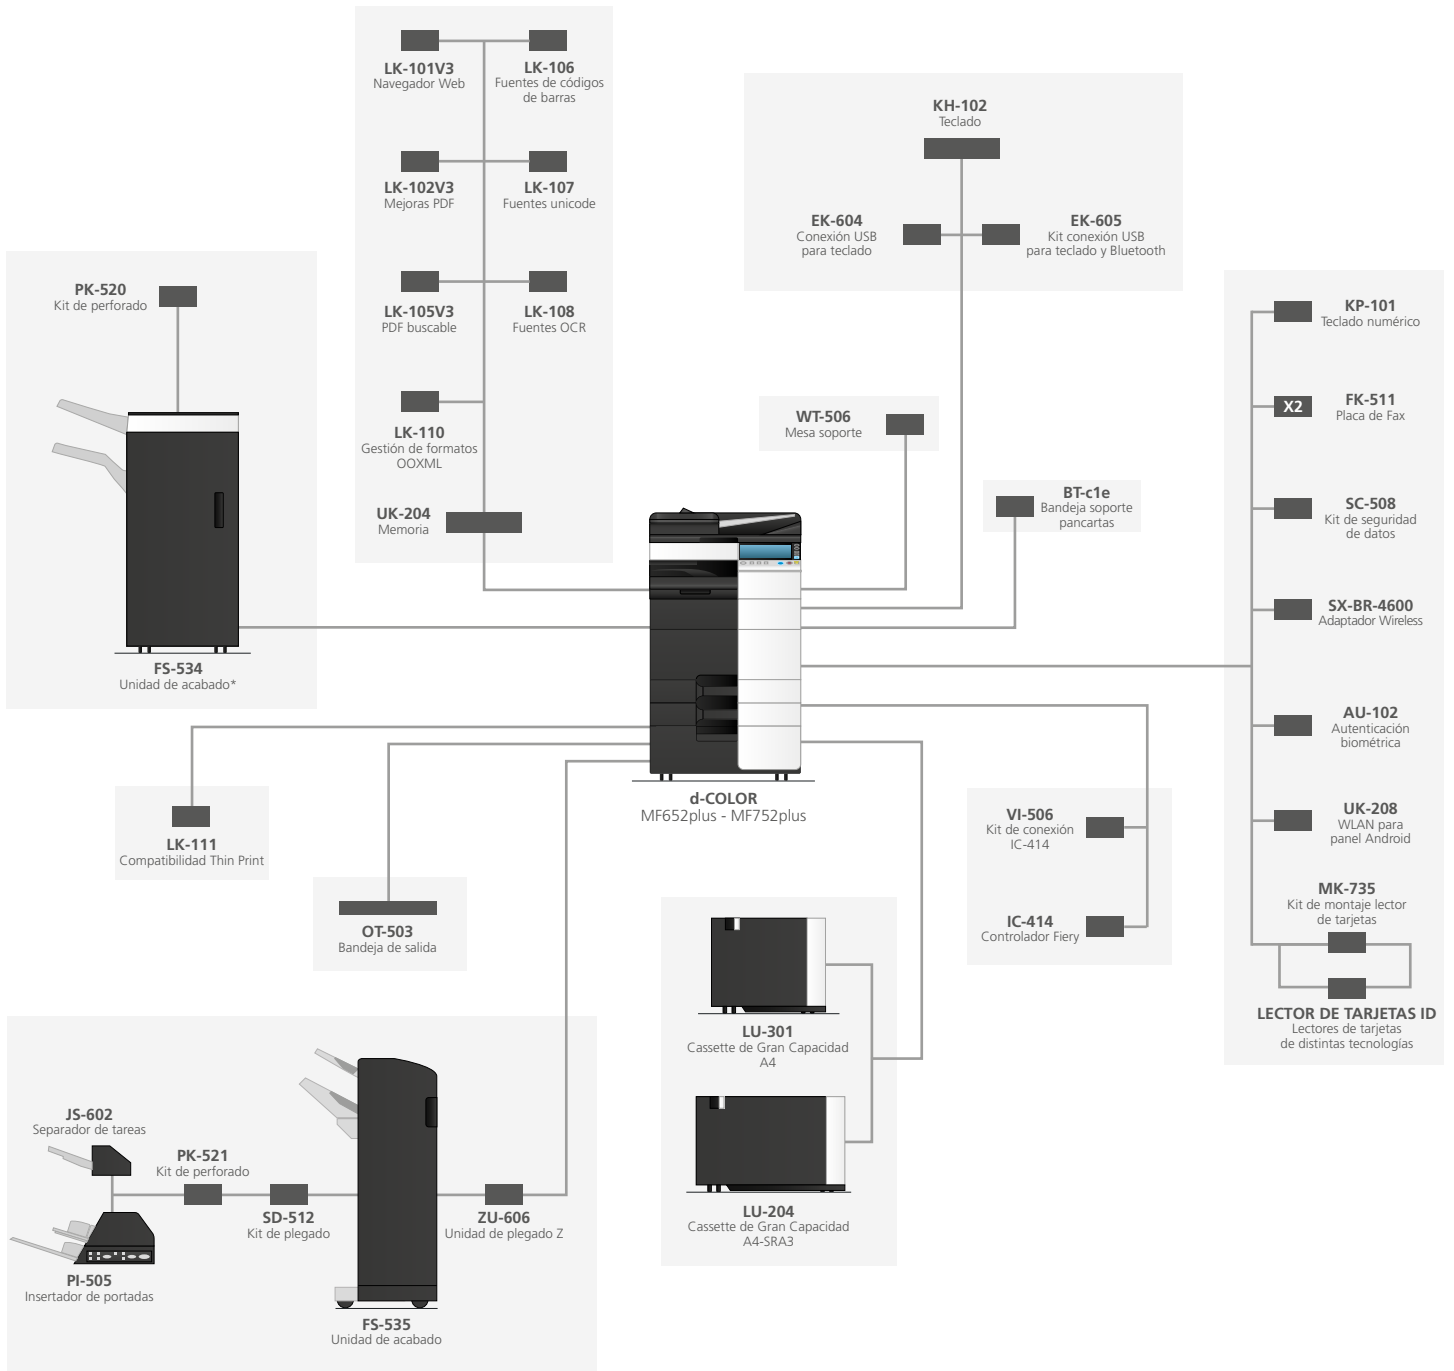 LK-101V3
Navegador Web
LK-106
Fuentes de códigos
de barras
LK-102V3
Mejoras PDF
LK-107
Fuentes unicode
LK-105V3
PDF buscable
LK-108
Fuentes OCR
LK-110
Gestión de formatos
OOXML
UK-204
Memoria
KH-102
Teclado
EK-604
Conexión USB
para teclado
EK-605
Kit conexión USB
para teclado y Bluetooth
PK-520
Kit de perforado
FS-534
Unidad de acabado*
WT-506
Mesa soporte
BT-c1e
Bandeja soporte
pancartas
KP-101
Teclado numérico
X2
FK-511
Placa de Fax
SC-508
Kit de seguridad
de datos
SX-BR-4600
Adaptador Wireless
AU-102
Autenticación
biométrica
UK-208
WLAN para
panel Android
MK-735
Kit de montaje lector
de tarjetas
LECTOR DE TARJETAS ID
Lectores de tarjetas
de distintas tecnologías
d-COLOR
MF652plus - MF752plus
LK-111
Compatibilidad Thin Print
OT-503
Bandeja de salida
VI-506
Kit de conexión
IC-414
IC-414
Controlador Fiery
LU-301
Cassette de Gran Capacidad
A4
LU-204
Cassette de Gran Capacidad
A4-SRA3
JS-602
Separador de tareas
PK-521
Kit de perforado
SD-512
Kit de plegado
ZU-606
Unidad de plegado Z
PI-505
Insertador de portadas
FS-535
Unidad de acabado